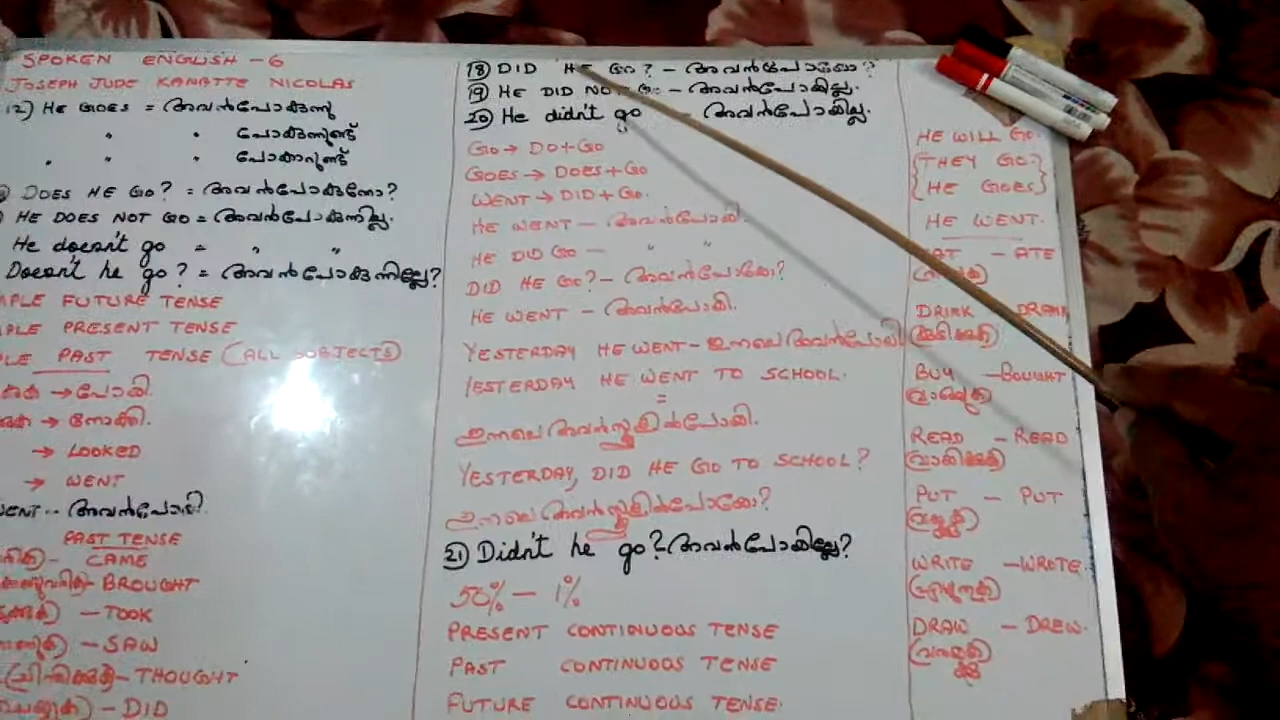 SPOKEN ENGLISH - 6
JOSEPH JUDE KANATTE NICOLAS
12) HE GOES = അവൻപോകുന്നു
" " പോകുന്നുണ്ട്
" " പോകാറുണ്ട്
DOES HE GO? = അവൻപോകുന്നോ?
HE DOES NOT GO = അവൻപോകുന്നില്ല.
He doesn't go = " "
Doesn't he go? = അവൻപോകുന്നില്ലേ?
MPLE FUTURE TENSE
PLE PRESENT TENSE
LE PAST TENSE (ALL SUBJECTS)
→ പോയി.
→ നോക്കി.
→ LOOKED
→ WENT
WENT -- അവൻപോയി.
PAST TENSE
- CAME
- BROUGHT
- TOOK
- SAW
- THOUGHT
- DID
18) DID HE GO? - അവൻപോയോ?
19) HE DID NOT GO - അവൻപോയില്ല.
20) He didn't go - അവൻപോയില്ല.
GO → DO+GO
GOES → DOES+GO
WENT → DID+GO.
HE WENT - അവൻപോയി.
HE DID GO - " "
DID HE GO? - അവൻപോയോ?
HE WENT - അവൻപോയി.
YESTERDAY HE WENT - ഇന്നലെഅവൻപോയി
YESTERDAY HE WENT TO SCHOOL.
=
ഇന്നലെ അവൻസ്കൂളിൽപോയി.
YESTERDAY, DID HE GO TO SCHOOL?
ഇന്നലെഅവൻസ്കൂളിൽപോയോ?
21) Didn't he go? അവൻപോയില്ലേ?
50% - 1%
PRESENT CONTINUOUS TENSE
PAST CONTINUOUS TENSE
FUTURE CONTINUOUS TENSE.
HE WILL GO.
{THEY GO.}
{HE GOES}
HE WENT.
EAT - ATE
DRINK DRANK
(കുടിക്കുക)
BUY - BOUGHT
(വാങ്ങുക)
READ - READ
(വായിക്കുക)
PUT - PUT
WRITE - WROTE.
(എഴുതുക)
DRAW - DREW.
(വരയ്ക്കുക)